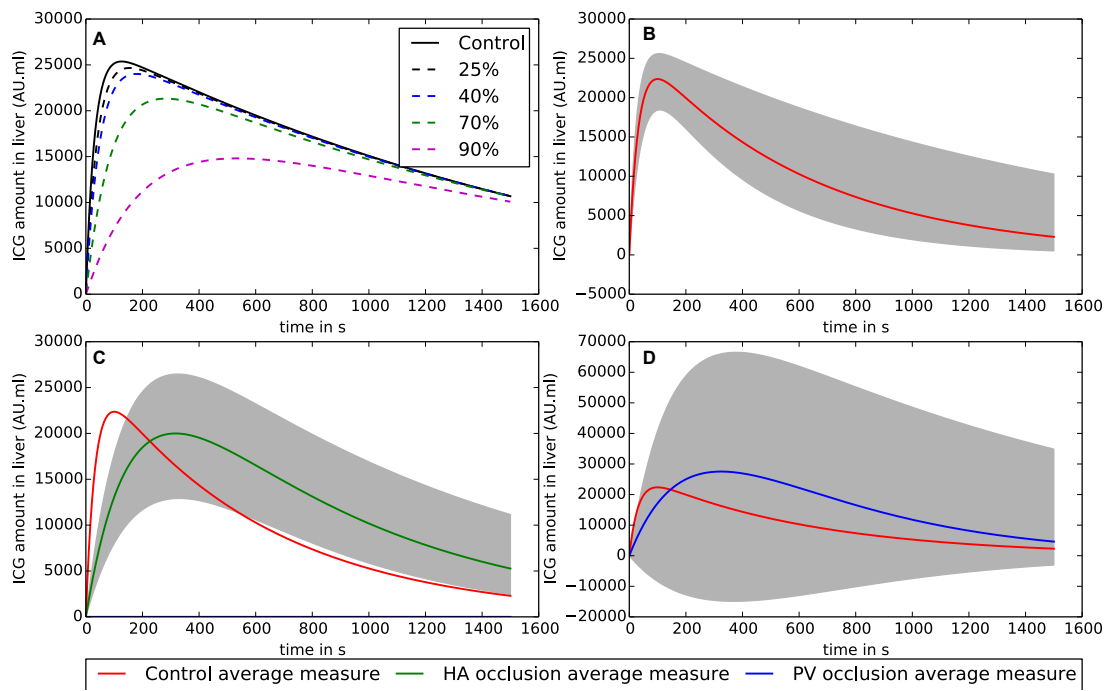 A
ICG amount in liver (AU.ml)
30000
25000
20000
15000
10000
5000
0
0 200 400 600 800 1000 1200 1400 1600
time in s
Control
25%
40%
70%
90%
B
ICG amount in liver (AU.ml)
30000
25000
20000
15000
10000
5000
0
−5000
0 200 400 600 800 1000 1200 1400 1600
time in s
C
ICG amount in liver (AU.ml)
30000
25000
20000
15000
10000
5000
0
0 200 400 600 800 1000 1200 1400 1600
time in s
D
ICG amount in liver (AU.ml)
70000
60000
50000
40000
30000
20000
10000
0
−10000
−20000
0 200 400 600 800 1000 1200 1400 1600
time in s
Control average measure HA occlusion average measure PV occlusion average measure